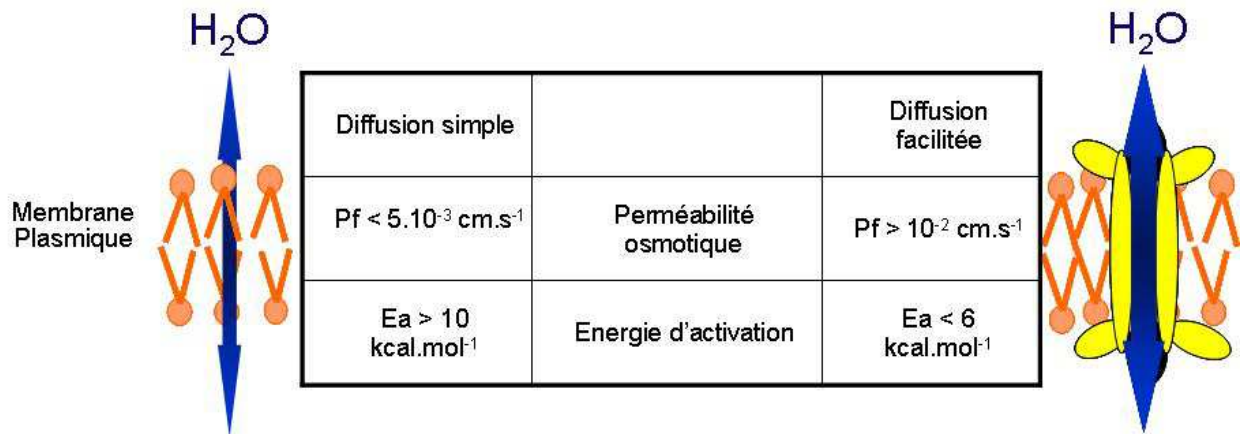 H₂O
H₂O
Diffusion simple
Diffusion
facilitée
Membrane
Plasmique
Pf < 5.10⁻³ cm.s⁻¹
Perméabilité
osmotique
Pf > 10⁻² cm.s⁻¹
Ea > 10
kcal.mol⁻¹
Energie d'activation
Ea < 6
kcal.mol⁻¹